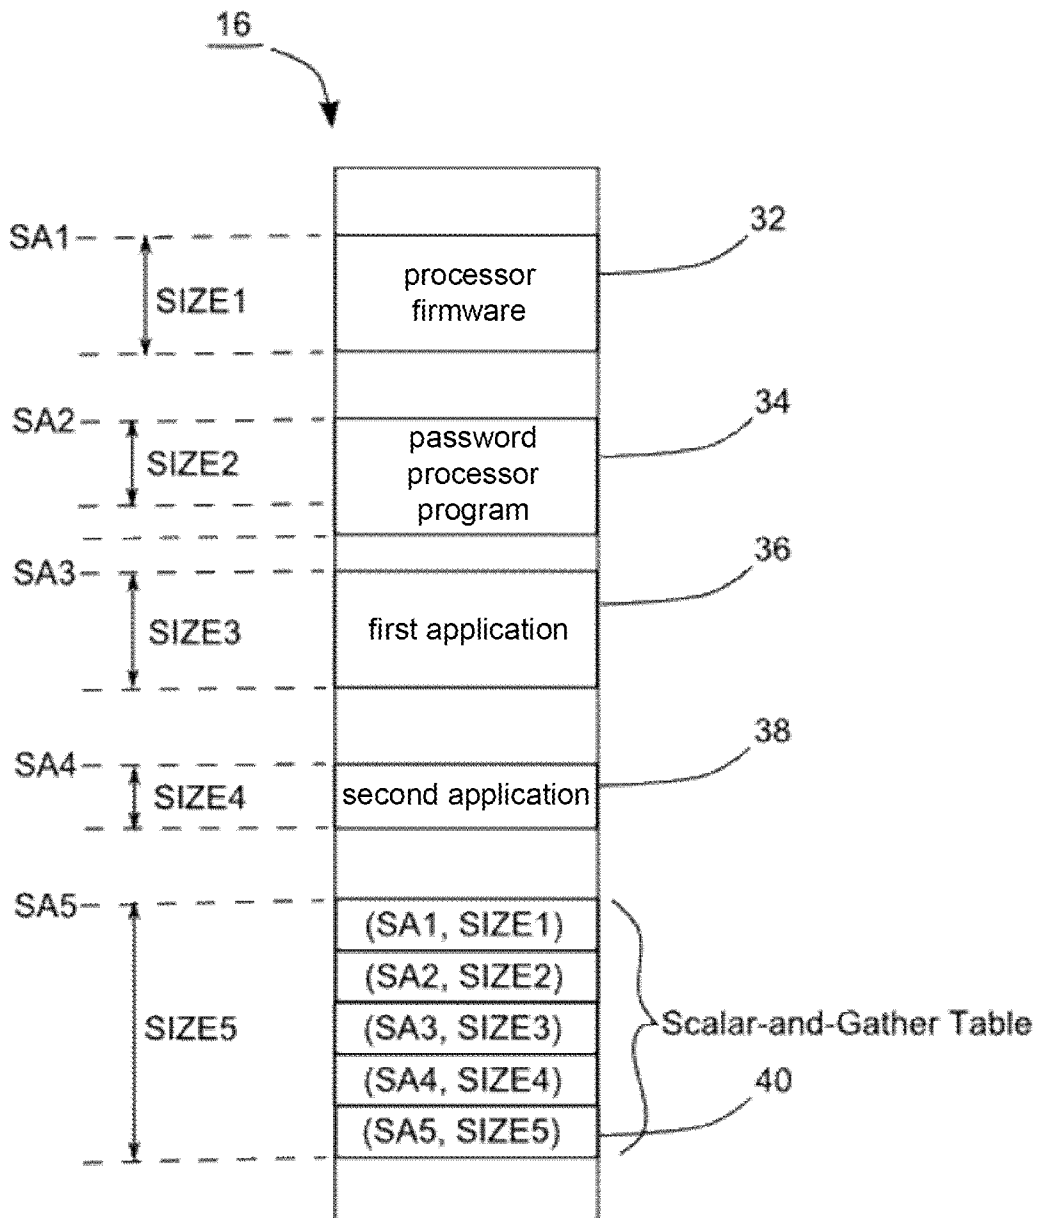 16
SA1
32
SIZE1
processor
firmware
SA2
34
SIZE2
password
processor
program
SA3
36
SIZE3
first application
SA4
38
SIZE4
second application
SA5
(SA1, SIZE1)
(SA2, SIZE2)
SIZE5
(SA3, SIZE3)
Scalar-and-Gather Table
(SA4, SIZE4)
40
(SA5, SIZE5)